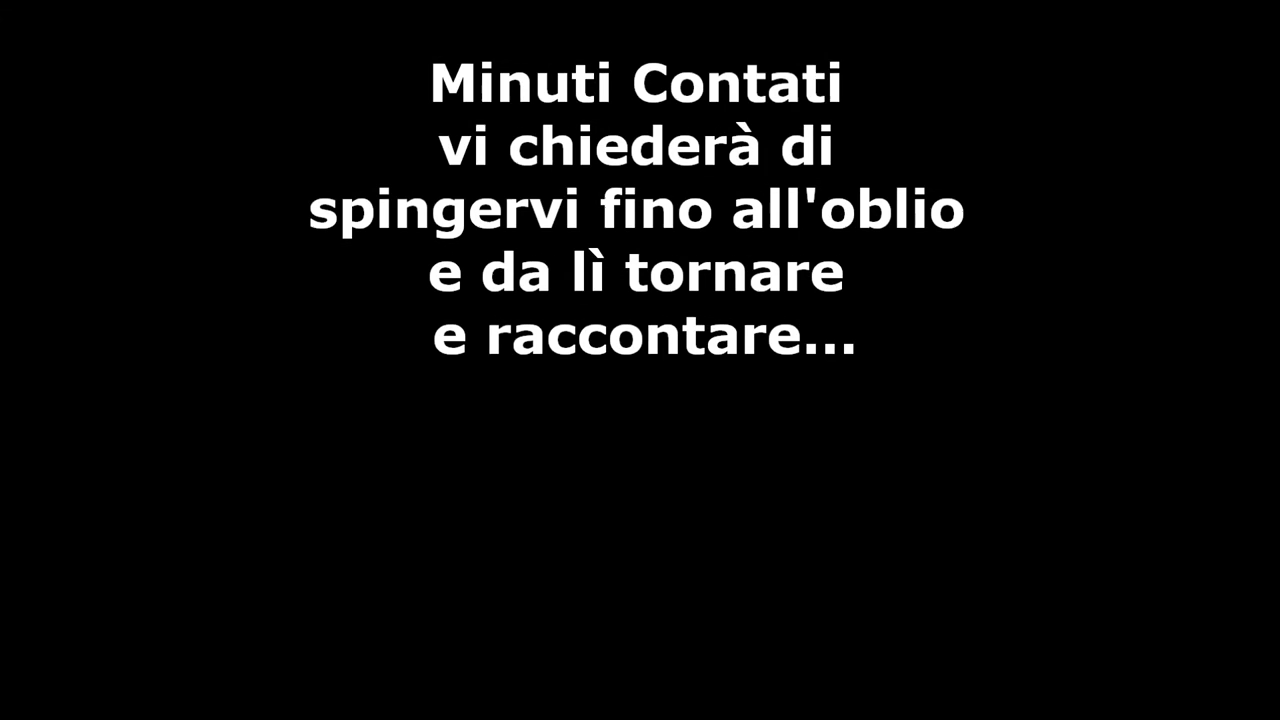 Minuti Contati
vi chiederà di
spingervi fino all'oblio
e da lì tornare
e raccontare...